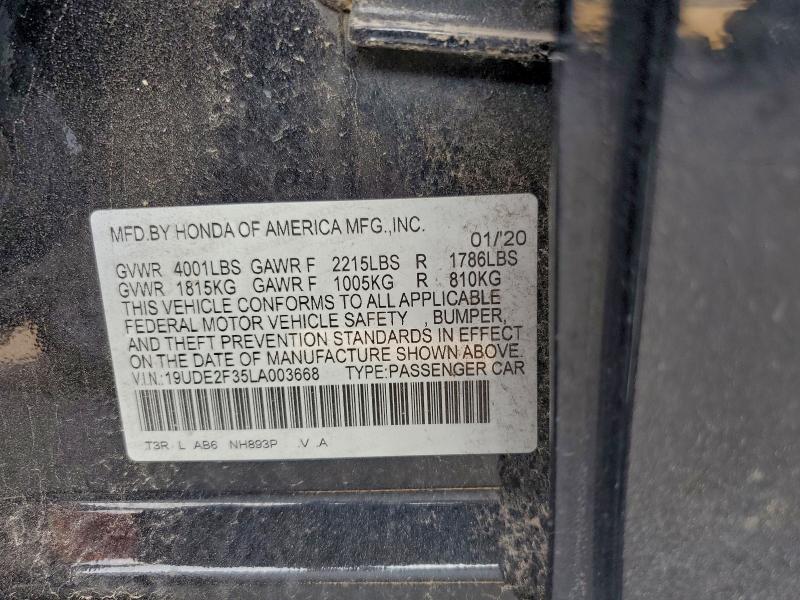 MFD.BY HONDA OF AMERICA MFG.,INC. 01/'20
GVWR 4001LBS GAWR F 2215LBS R 1786LBS
GVWR 1815KG GAWR F 1005KG R 810KG
THIS VEHICLE CONFORMS TO ALL APPLICABLE
FEDERAL MOTOR VEHICLE SAFETY , BUMPER,
AND THEFT PREVENTION STANDARDS IN EFFECT
ON THE DATE OF MANUFACTURE SHOWN ABOVE.
V.I.N.:19UDE2F35LA003668 TYPE:PASSENGER CAR
T3R L AB6 NH893P .V .A